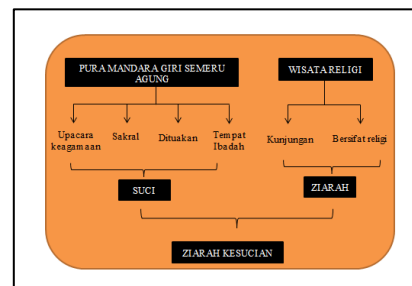 PURA MANDARA GIRI SEMERU
AGUNG
WISATA RELIGI
Upacara
keagamaan
Sakral
Dituakan
Tempat
Ibadah
Kunjungan
Bersifat religi
SUCI
ZIARAH
ZIARAH KESUCIAN